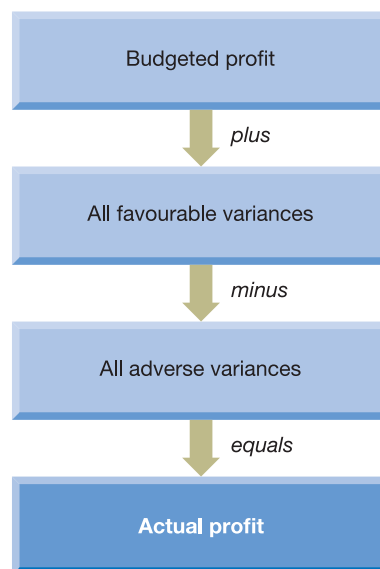 Budgeted profit
plus
All favourable variances
minus
All adverse variances
equals
Actual profit